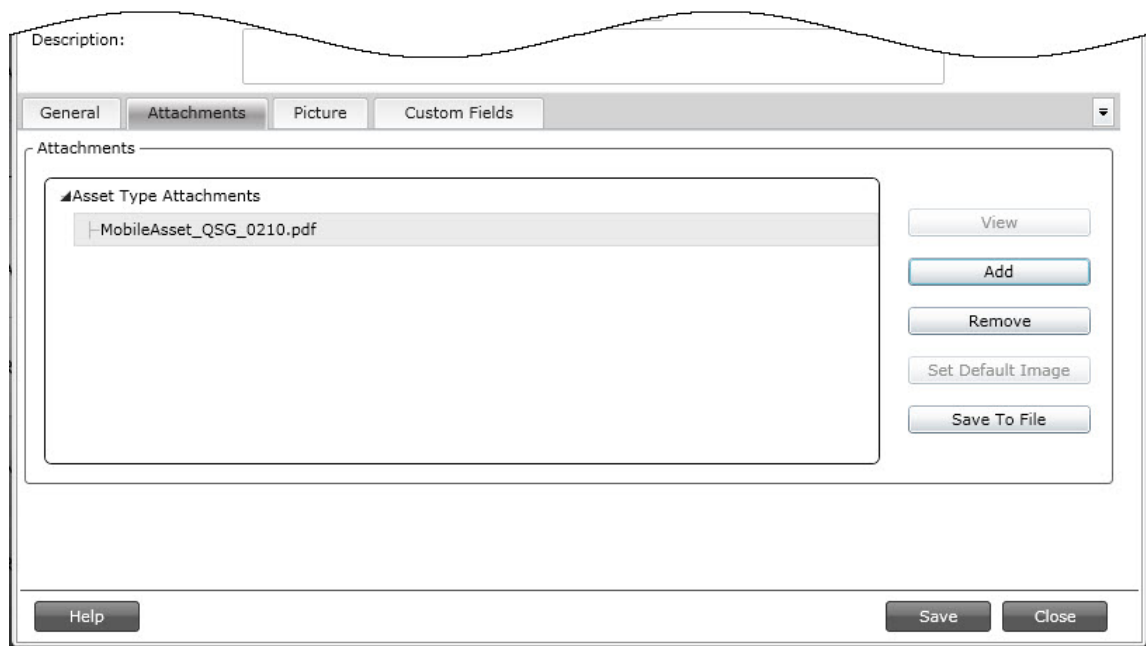 Description:
General Attachments Picture Custom Fields
Attachments
Asset Type Attachments
MobileAsset_QSG_0210.pdf
View
Add
Remove
Set Default Image
Save To File
Help Save Close